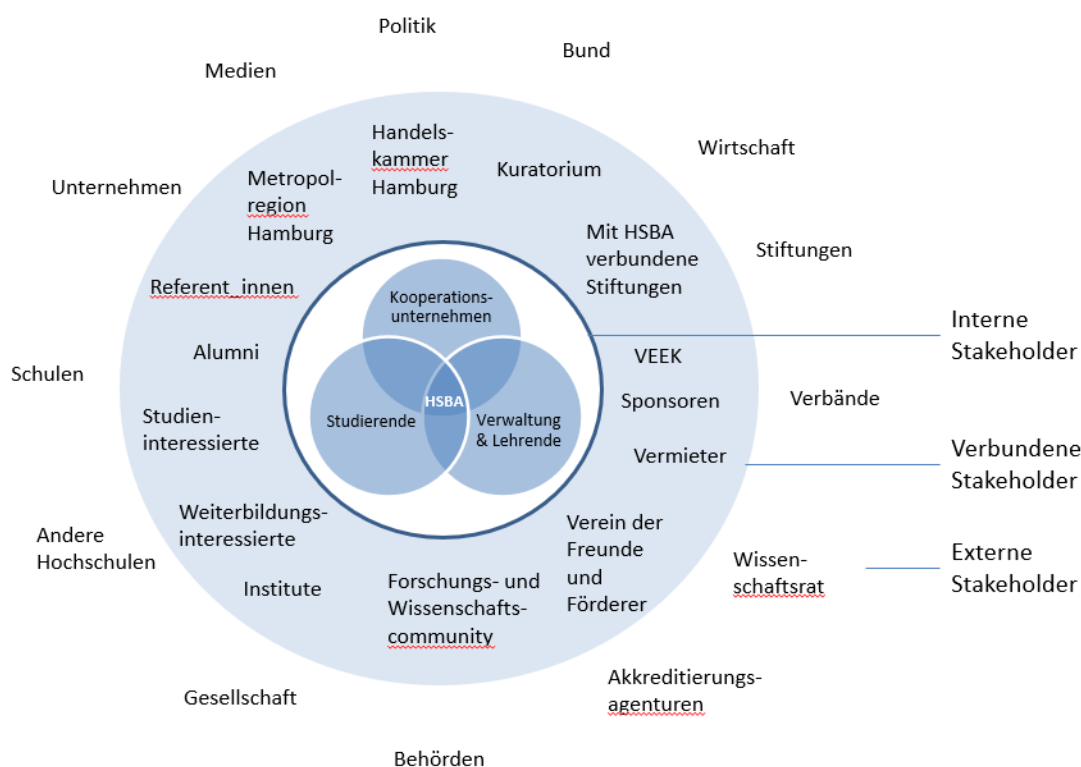 Politik
Bund
Medien
Wirtschaft
Unternehmen
Handels-
kammer
Hamburg
Kuratorium
Metropol-
region
Hamburg
Mit HSBA
verbundene
Stiftungen
Stiftungen
Referent_innen
Kooperations-
unternehmen
Interne
Stakeholder
Alumni
VEEK
Schulen
Sponsoren
Verbände
HSBA
Studierende
Verwaltung
& Lehrende
Studien-
interessierte
Vermieter
Verbundene
Stakeholder
Weiterbildungs-
interessierte
Verein der
Freunde
und
Förderer
Andere
Hochschulen
Wissen-
schaftsrat
Externe
Stakeholder
Institute
Forschungs- und
Wissenschafts-
community
Gesellschaft
Akkreditierungs-
agenturen
Behörden